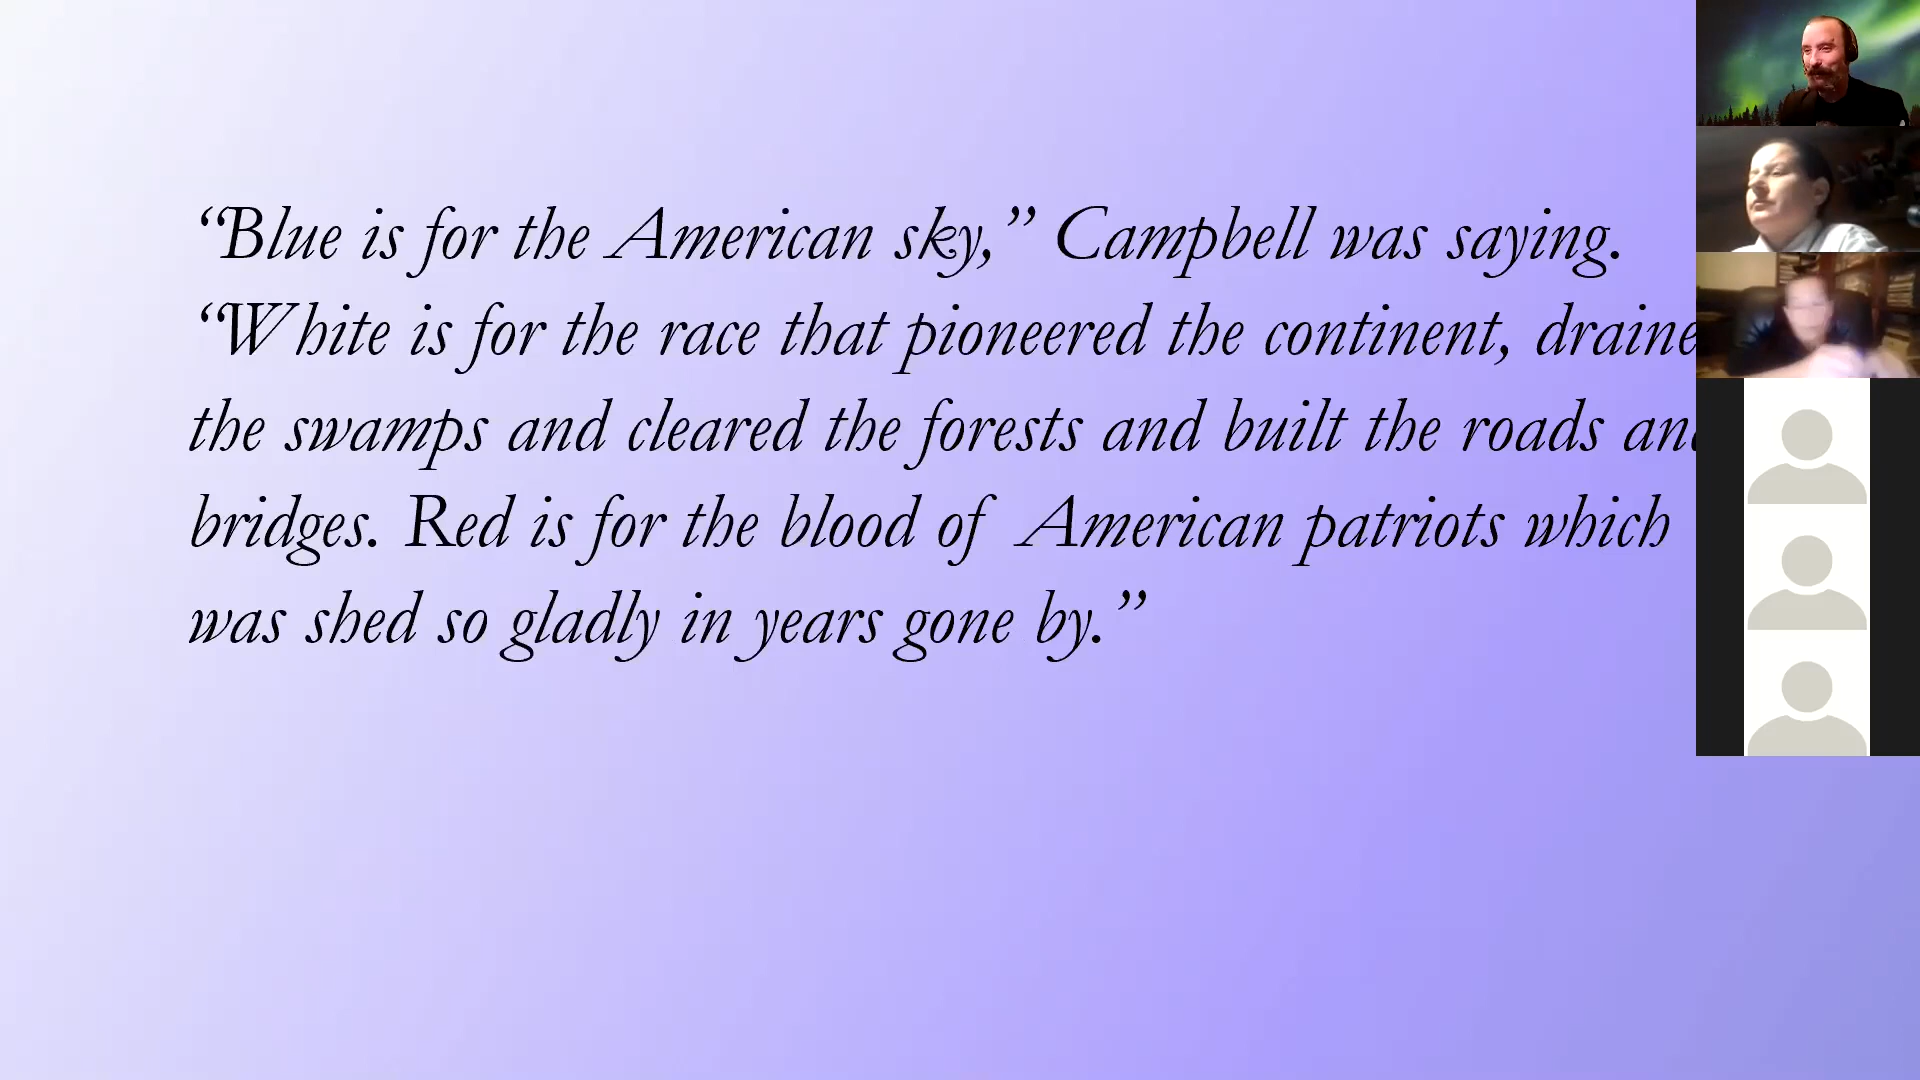 “Blue is for the American sky,” Campbell was saying.
“White is for the race that pioneered the continent,
the swamps and cleared the forests and built the roads
bridges. Red is for the blood of American patriots which
was shed so gladly in years gone by.”